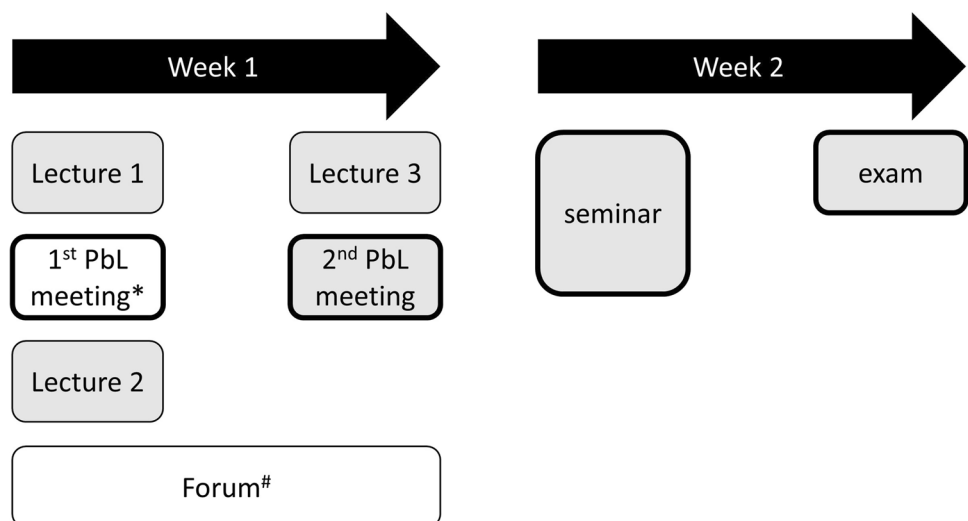 Week 1
Week 2
Lecture 1
Lecture 3
seminar
exam
1st PbL
meeting*
2nd PbL
meeting
Lecture 2
Forum#